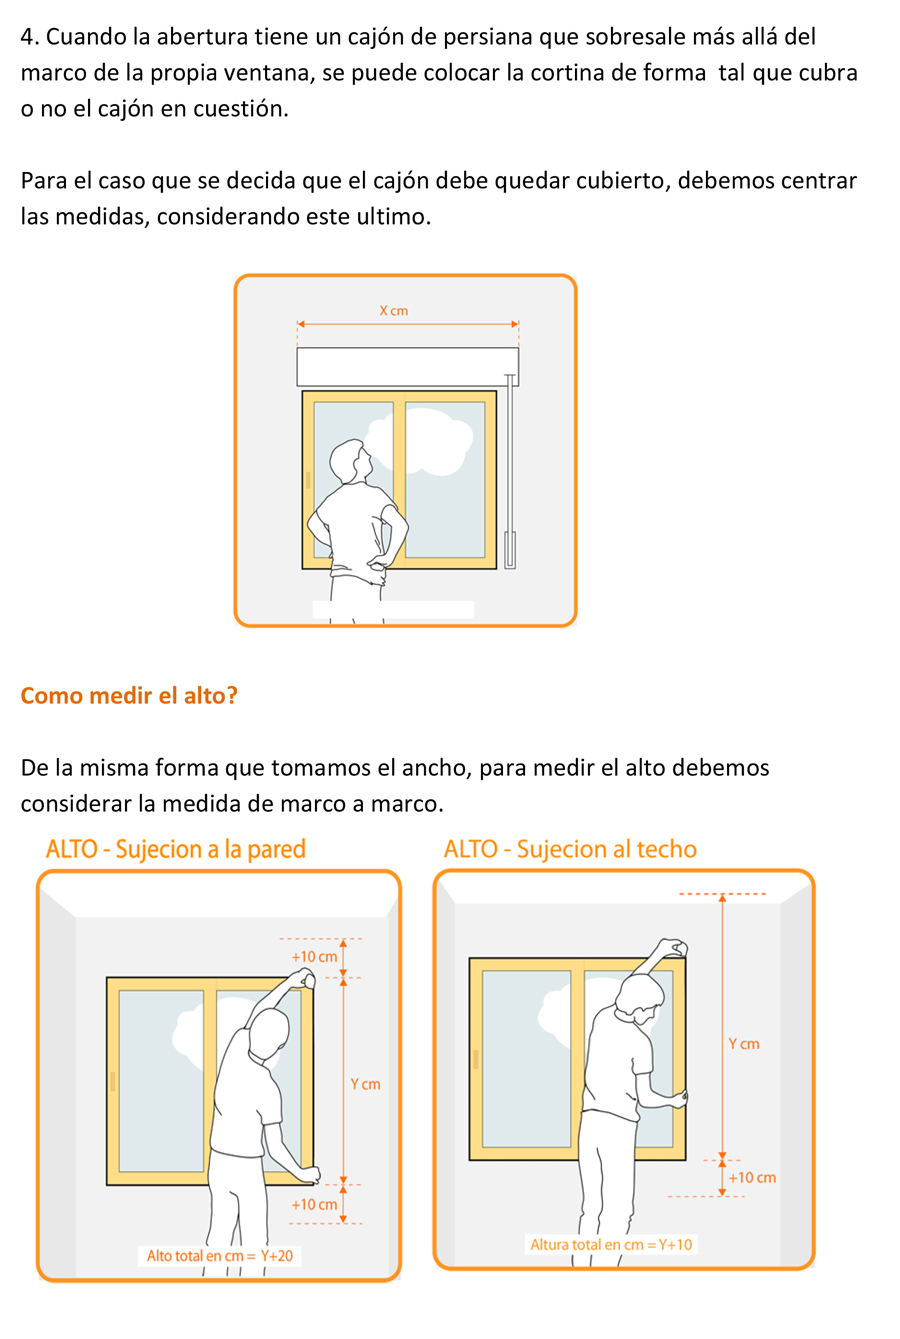 4. Cuando la abertura tiene un cajón de persiana que sobresale más allá del
marco de la propia ventana, se puede colocar la cortina de forma tal que cubra
o no el cajón en cuestión.
Para el caso que se decida que el cajón debe quedar cubierto, debemos centrar
las medidas, considerando este ultimo.
X cm
Como medir el alto?
De la misma forma que tomamos el ancho, para medir el alto debemos
considerar la medida de marco a marco.
ALTO - Sujecion a la pared
+10 cm
Y cm
+10 cm
Alto total en cm = Y+20
ALTO - Sujecion al techo
Y cm
+10 cm
Altura total en cm = Y+10